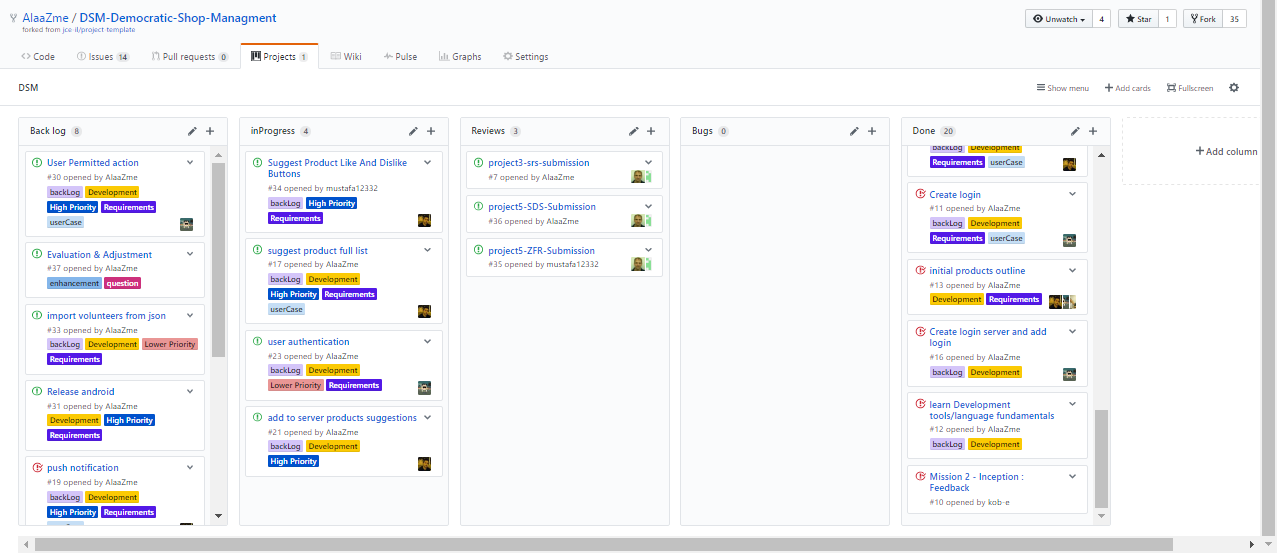 AlaaZme / DSM-Democratic-Shop-Managment
forked from jce-il/project-template
Unwatch 4
Star 1
Fork 35
Code
Issues 14
Pull requests 0
Projects 1
Wiki
Pulse
Graphs
Settings
DSM
Show menu
Add cards
Fullscreen
Back log 8
User Permitted action
#30 opened by AlaaZme
backLog Development
High Priority Requirements
userCase
Evaluation & Adjustment
#37 opened by AlaaZme
enhancement question
import volunteers from json
#33 opened by AlaaZme
backLog Development Lower Priority
Requirements
Release android
#31 opened by AlaaZme
Development High Priority
Requirements
push notification
#19 opened by AlaaZme
backLog Development
High Priority Requirements
inProgress 4
Suggest Product Like And Dislike
Buttons
#34 opened by mustafa12332
backLog High Priority
Requirements
suggest product full list
#17 opened by AlaaZme
backLog Development
High Priority Requirements
userCase
user authentication
#23 opened by AlaaZme
Lower Priority Requirements
add to server products suggestions
#21 opened by AlaaZme
backLog Development
High Priority
Reviews 3
project3-srs-submission
#7 opened by AlaaZme
project5-SDS-Submission
#36 opened by AlaaZme
project5-ZFR-Submission
#35 opened by mustafa12332
Bugs 0
Done 20
backLog Development
Requirements userCase
Create login
#11 opened by AlaaZme
backLog Development
Requirements userCase
initial products outline
#13 opened by AlaaZme
Development Requirements
Create login server and add
login
#16 opened by AlaaZme
backLog Development
learn Development
tools/language fundamentals
#12 opened by AlaaZme
backLog Development
Mission 2 - Inception :
Feedback
#10 opened by kob-e
Add column